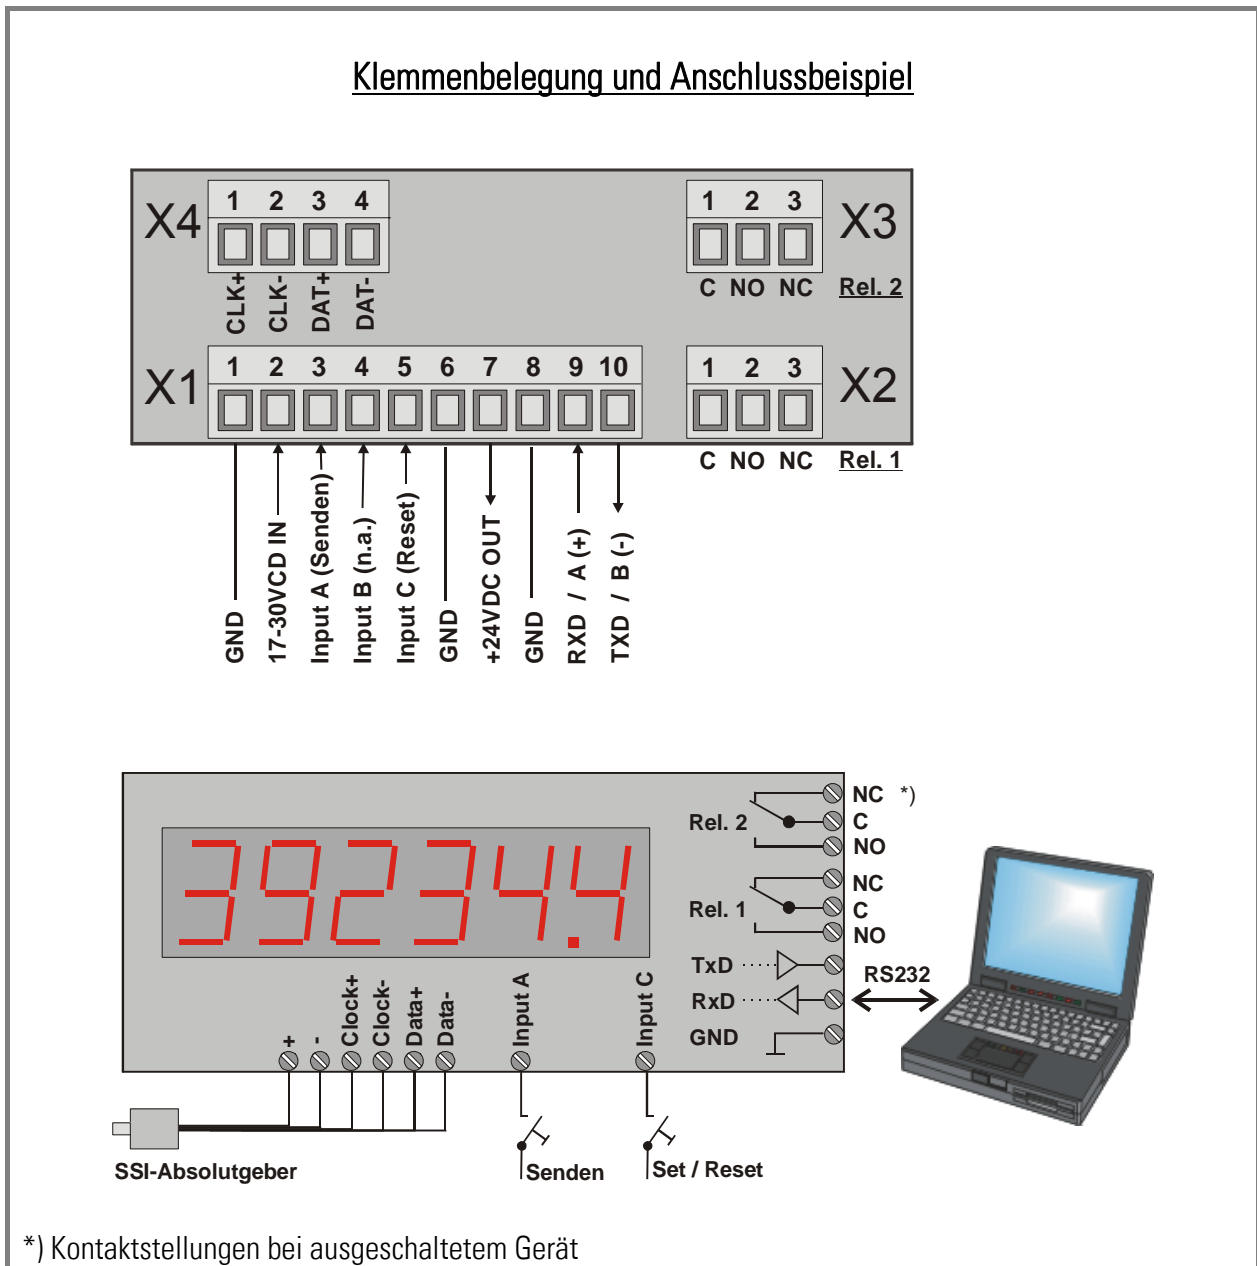 Klemmenbelegung und Anschlussbeispiel
X4
1 2 3 4
CLK+
CLK-
DAT+
DAT-
1 2 3
X3
C NO NC Rel. 2
X1
1 2 3 4 5 6 7 8 9 10
1 2 3
X2
C NO NC Rel. 1
GND
17-30VCD IN
Input A (Senden)
Input B (n.a.)
Input C (Reset)
GND
+24VDC OUT
GND
RXD / A (+)
TXD / B (-)
39234.4
Rel. 2
NC *)
C
NO
Rel. 1
NC
C
NO
TxD
RxD
GND
RS232
+
-
Clock+
Clock-
Data+
Data-
Input A
Input C
SSI-Absolutgeber
Senden
Set / Reset
*) Kontaktstellungen bei ausgeschaltetem Gerät